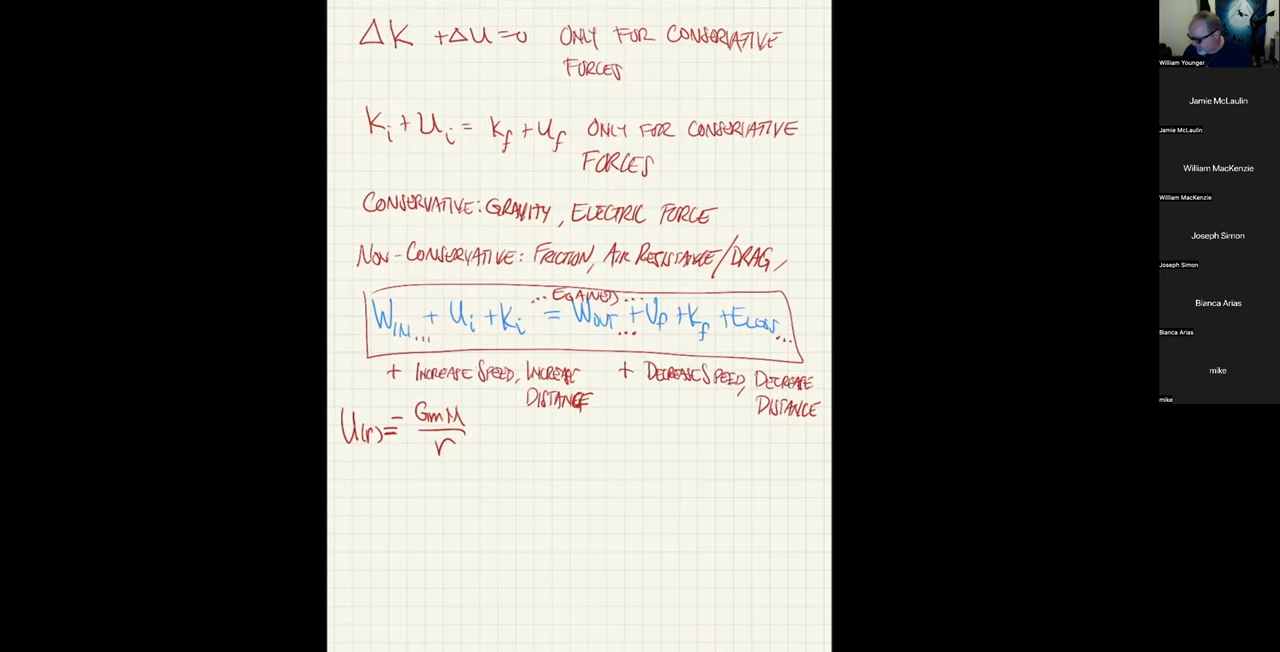 ΔK +ΔU=0 ONLY FOR CONSERVATIVE
FORCES
Ki+Ui= Kf+Uf ONLY FOR CONSERVATIVE
FORCES
CONSERVATIVE: GRAVITY, ELECTRIC FORCE
NON-CONSERVATIVE: FRICTION, AIR RESISTANCE/DRAG,
... EGAINED ...
WIN... + Ui +Ki = WOUT... +Uf +Kf +ELOSS...
+ INCREASE SPEED, INCREASE
DISTANCE
+ DECREASE SPEED, DECREASE
DISTANCE
U(r)= - GmM
r
William Younger
Jamie McLaulin
Jamie McLaulin
William MacKenzie
William MacKenzie
Joseph Simon
Joseph Simon
Bianca Arias
Bianca Arias
mike
mike